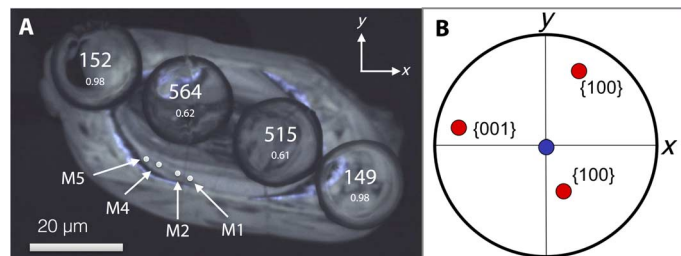 A
y
x
152
0.98
564
0.62
515
0.61
149
0.98
M5
M4
M2
M1
20 µm
B
y
{100}
{001}
x
{100}